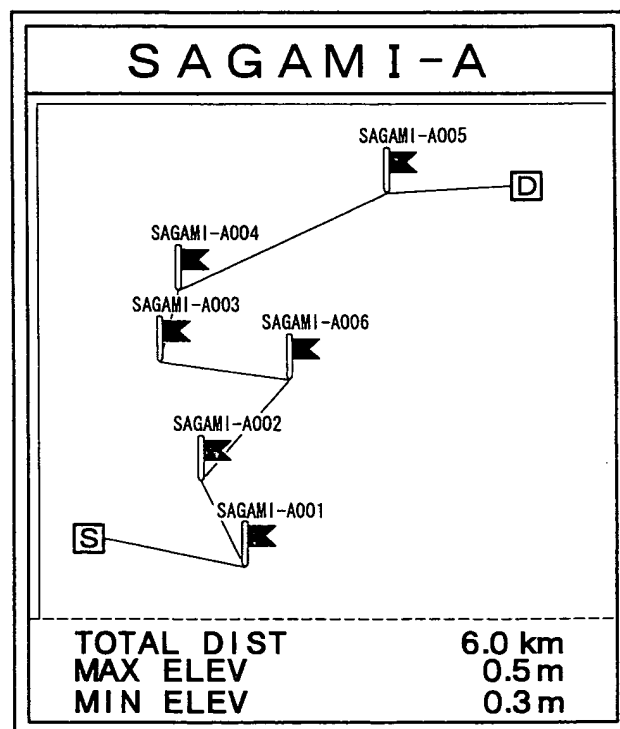 SAGAMI-A
SAGAMI-A005
D
SAGAMI-A004
SAGAMI-A003
SAGAMI-A006
SAGAMI-A002
SAGAMI-A001
S
TOTAL DIST 6.0 km
MAX ELEV 0.5 m
MIN ELEV 0.3 m